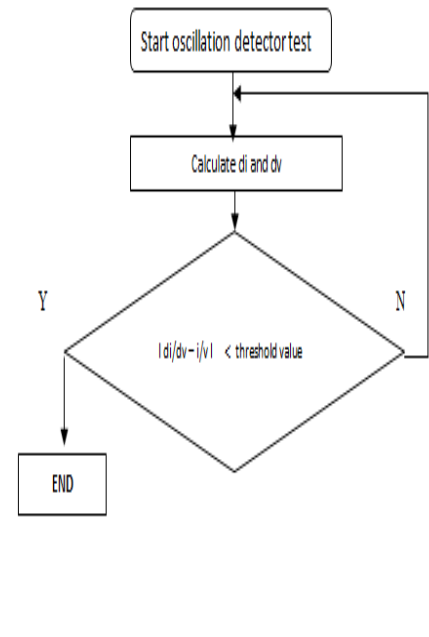 Start oscillation detector test
Calculate di and dv
Y
N
I di/dv – i/v I < threshold value
END